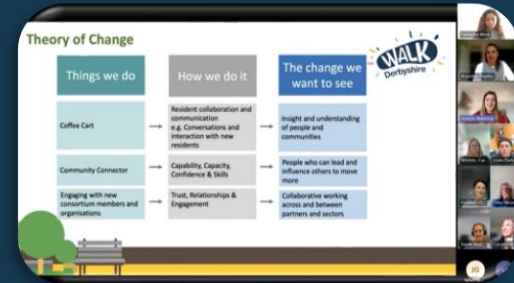 Theory of Change
WALK
Derbyshire
Things we do
How we do it
The change we
want to see
Coffee Cart
Resident collaboration and
communication
e.g. Conversations and
interaction with new
residents
Insight and understanding
of people and
communities
Community Connector
Capability, Capacity,
Confidence & Skills
People who can lead and
influence others to move
more
Engaging with new
consortium members and
organisations
Trust, Relationships &
Engagement
Collaborative working
across and between
partners and sectors
JG